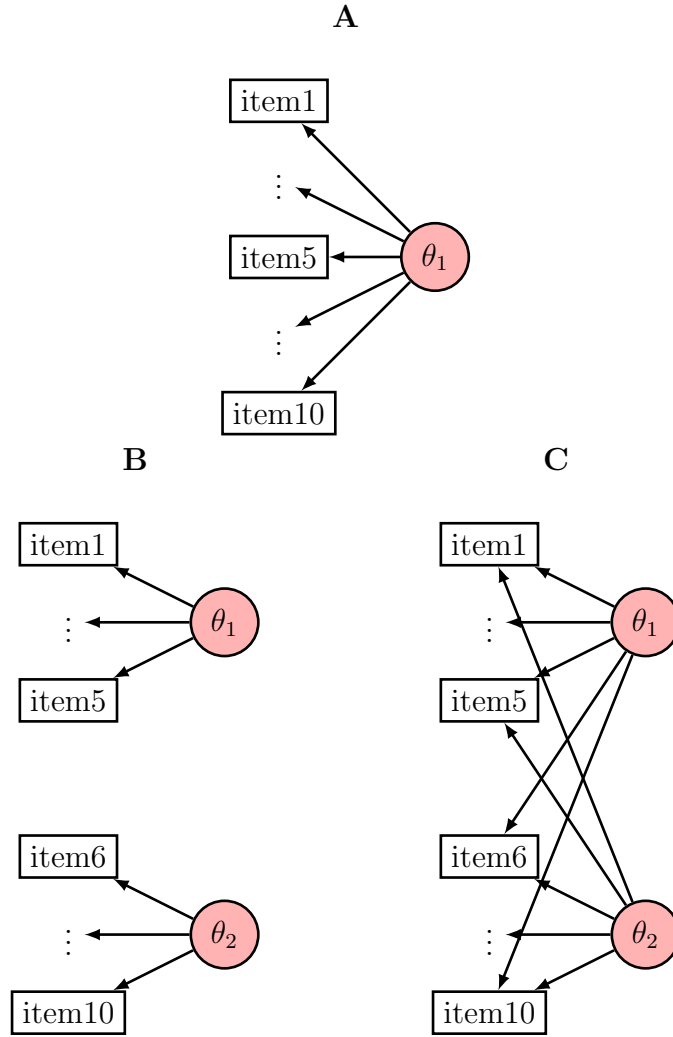 A
item1
⋮
item5
θ₁
⋮
item10
B
item1
⋮
θ₁
item5
item6
⋮
θ₂
item10
C
item1
⋮
θ₁
item5
item6
⋮
θ₂
item10